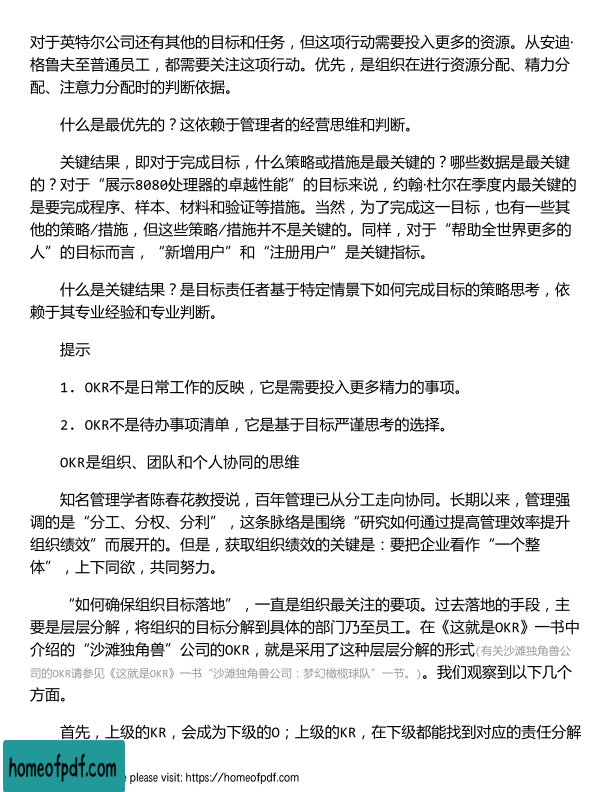 对于英特尔公司还有其他的目标和任务，但这项行动需要投入更多的资源。从安迪·
格鲁夫至普通员工，都需要关注这项行动。优先，是组织在进行资源分配、精力分
配、注意力分配时的判断依据。
什么是最优先的？这依赖于管理者的经营思维和判断。
关键结果，即对于完成目标，什么策略或措施是最关键的？哪些数据是最关键
的？对于“展示8080处理器的卓越性能”的目标来说，约翰·杜尔在季度内最关键的
是要完成程序、样本、材料和验证等措施。当然，为了完成这一目标，也有一些其
他的策略/措施，但这些策略/措施并不是关键的。同样，对于“帮助全世界更多的
人”的目标而言，“新增用户”和“注册用户”是关键指标。
什么是关键结果？是目标责任者基于特定情景下如何完成目标的策略思考，依
赖于其专业经验和专业判断。
提示
1. OKR不是日常工作的反映，它是需要投入更多精力的事项。
2. OKR不是待办事项清单，它是基于目标严谨思考的选择。
OKR是组织、团队和个人协同的思维
知名管理学者陈春花教授说，百年管理已从分工走向协同。长期以来，管理强
调的是“分工、分权、分利”，这条脉络是围绕“研究如何通过提高管理效率提升
组织绩效”而展开的。但是，获取组织绩效的关键是：要把企业看作“一个整
体”，上下同欲，共同努力。
“如何确保组织目标落地”，一直是组织最关注的要项。过去落地的手段，主
要是层层分解，将组织的目标分解到具体的部门乃至员工。在《这就是OKR》一书中
介绍的“沙滩独角兽”公司的OKR，就是采用了这种层层分解的形式(有关沙滩独角兽公
司的OKR请参见《这就是OKR》一书“沙滩独角兽公司：梦幻橄榄球队”一节。)。我们观察到以下几个
方面。
首先，上级的KR，会成为下级的O；上级的KR，在下级都能找到对应的责任分解
homeofpdf.com
please visit: https://homeofpdf.com